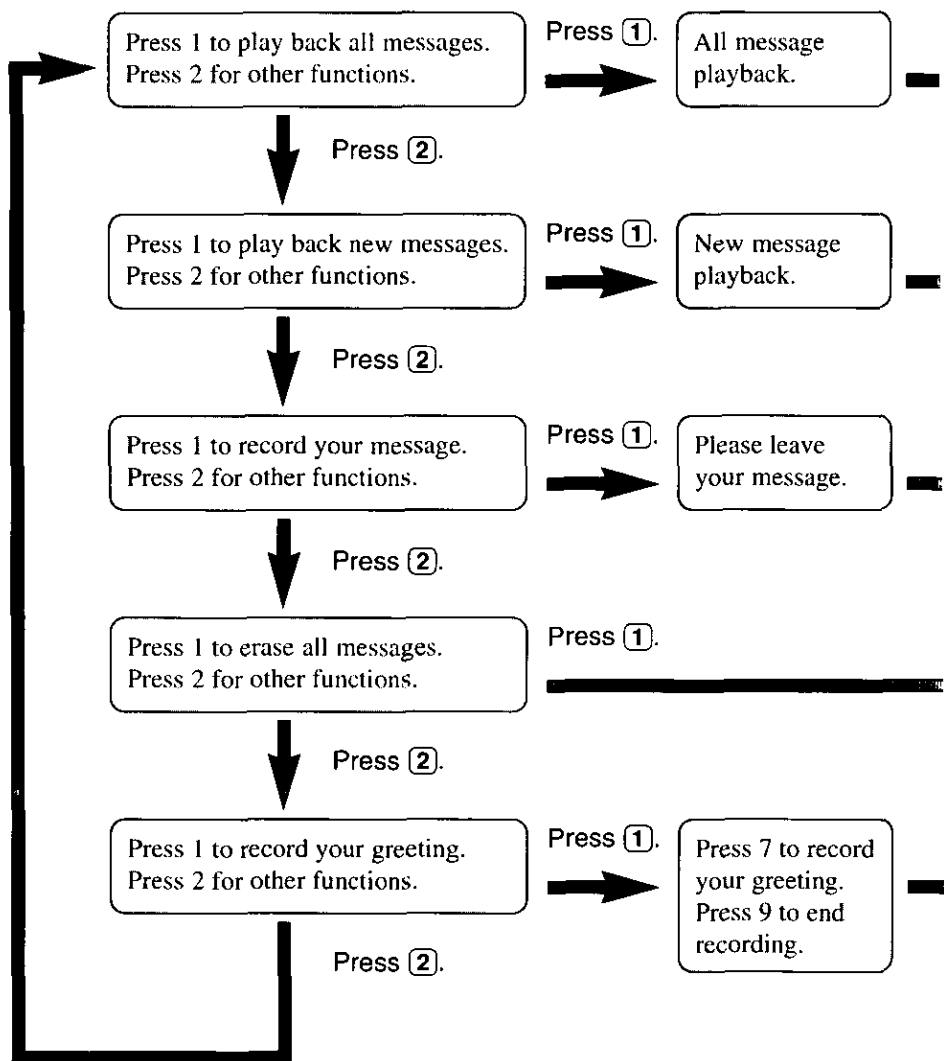 Press 1 to play back all messages.
Press 2 for other functions.
Press 1.
All message
playback.
Press 2.
Press 1 to play back new messages.
Press 2 for other functions.
Press 1.
New message
playback.
Press 2.
Press 1 to record your message.
Press 2 for other functions.
Press 1.
Please leave
your message.
Press 2.
Press 1 to erase all messages.
Press 2 for other functions.
Press 1.
Press 2.
Press 1 to record your greeting.
Press 2 for other functions.
Press 1.
Press 7 to record
your greeting.
Press 9 to end
recording.
Press 2.